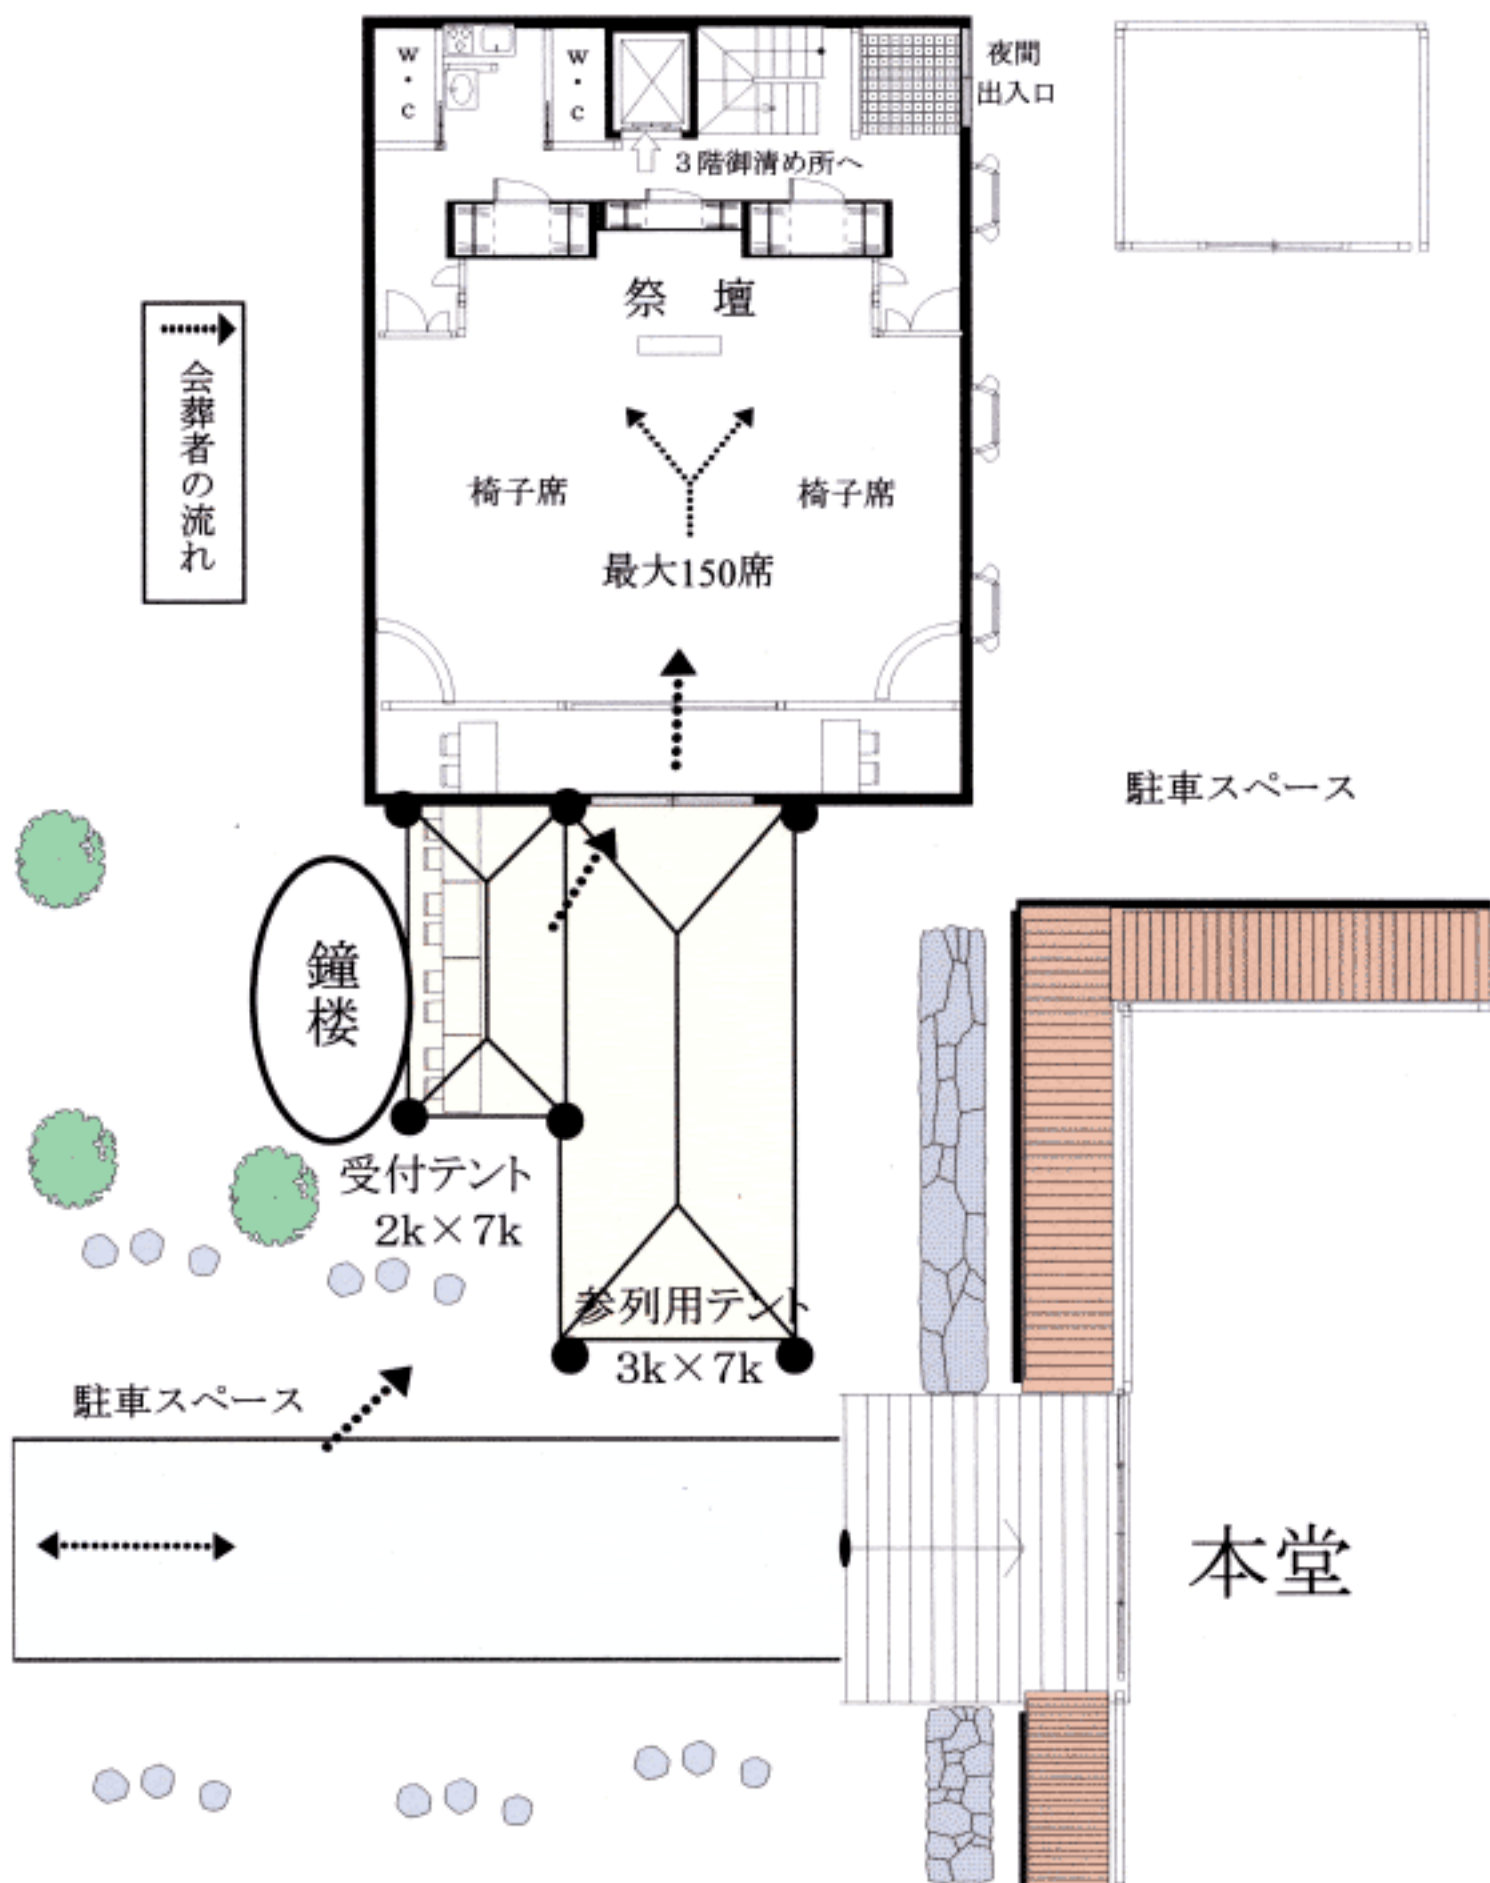 w・c
w・c
夜間
出入口
3階御清め所へ
祭 壇
会葬者の流れ
椅子席
椅子席
最大150席
駐車スペース
鐘楼
受付テント
2k×7k
参列用テント
3k×7k
駐車スペース
本堂